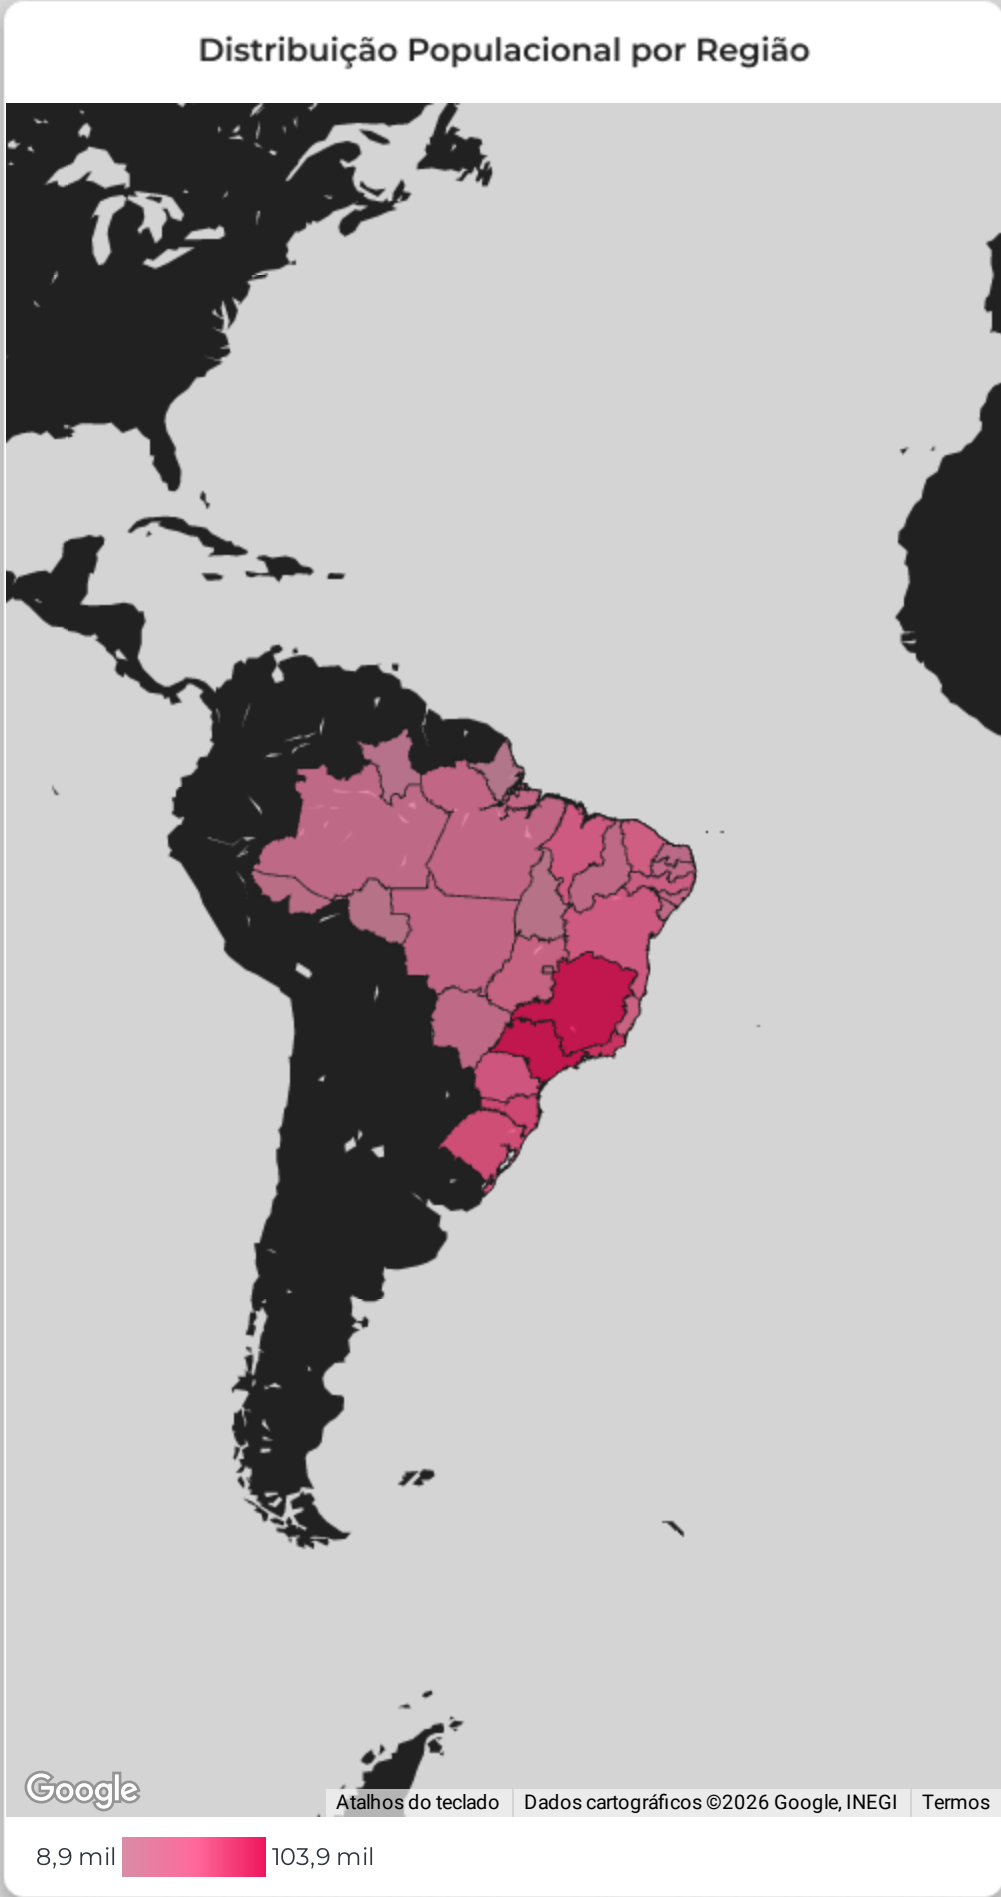 Distribuição Populacional por Região
Google
Atalhos do teclado
Dados cartográficos ©2026 Google, INEGI
Termos
8,9 mil
103,9 mil